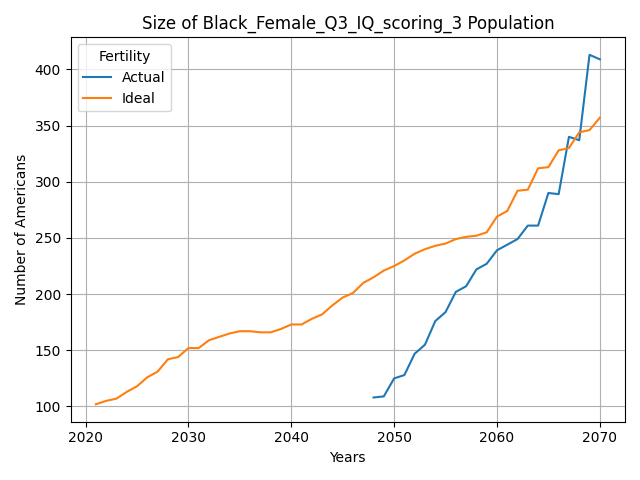 Size of Black_Female_Q3_IQ_scoring_3 Population
Fertility
Actual
Ideal
Number of Americans
400
350
300
250
200
150
100
2020 2030 2040 2050 2060 2070
Years